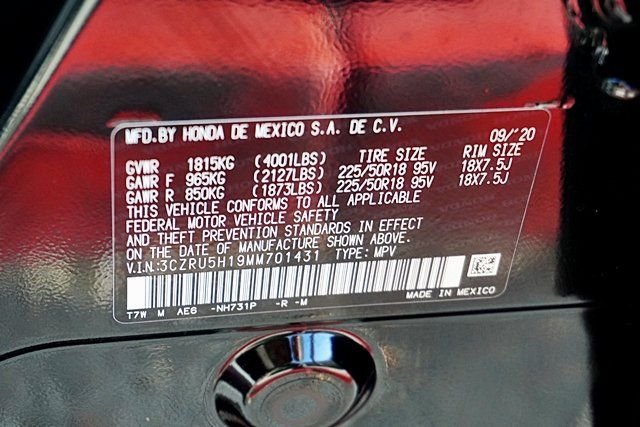 MFD.BY HONDA DE MEXICO S.A. DE C.V. 09/'20
GVWR 1815KG (4001LBS) TIRE SIZE RIM SIZE
GAWR F 965KG (2127LBS) 225/50R18 95V 18X7.5J
GAWR R 850KG (1873LBS) 225/50R18 95V 18X7.5J
THIS VEHICLE CONFORMS TO ALL APPLICABLE
FEDERAL MOTOR VEHICLE SAFETY
AND THEFT PREVENTION STANDARDS IN EFFECT
ON THE DATE OF MANUFACTURE SHOWN ABOVE.
V.I.N.:3CZRU5H19MM701431 TYPE: MPV
T7W M AE6 -NH731P -R -M MADE IN MEXICO